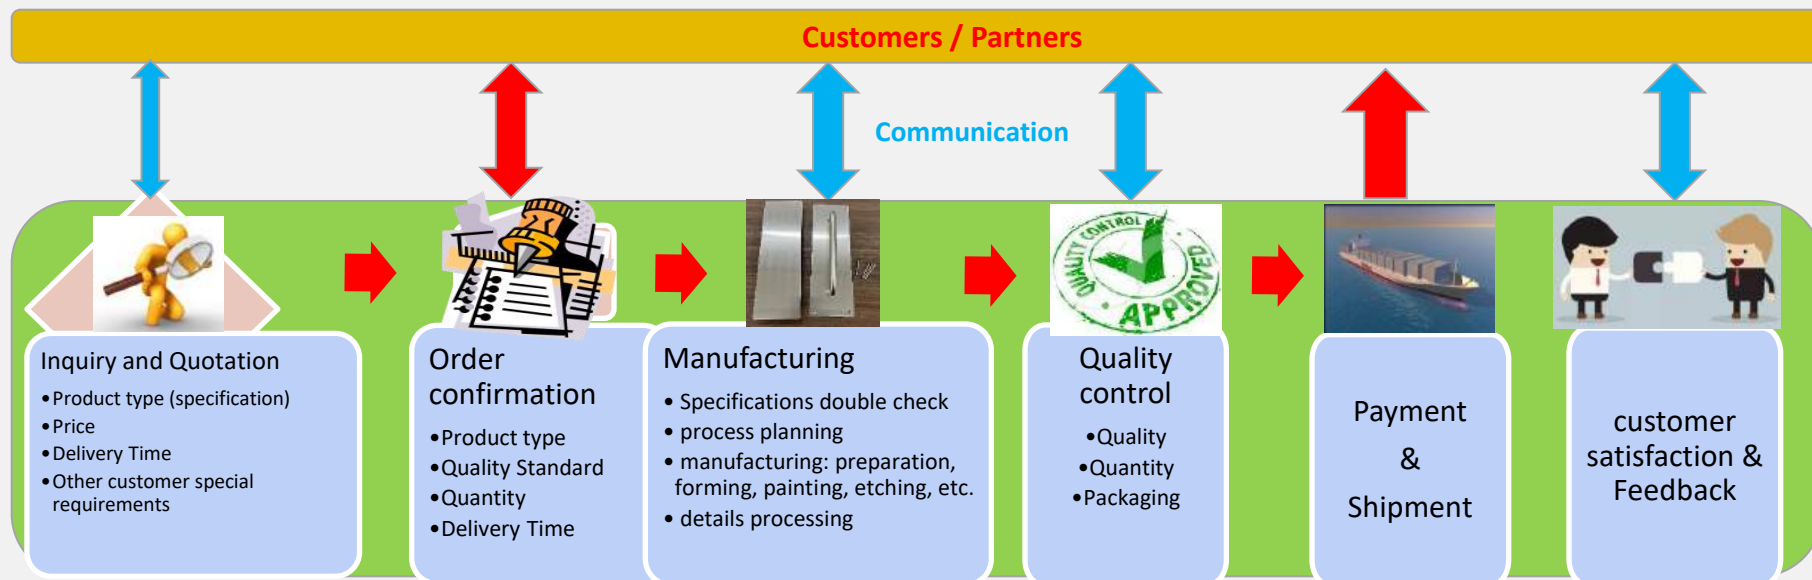 Customers / Partners
Communication
QUALITY CONTROL
APPROVED
Inquiry and Quotation
•Product type (specification)
•Price
•Delivery Time
•Other customer special
requirements
Order
confirmation
•Product type
•Quality Standard
•Quantity
•Delivery Time
Manufacturing
• Specifications double check
• process planning
• manufacturing: preparation,
forming, painting, etching, etc.
• details processing
Quality
control
•Quality
•Quantity
•Packaging
Payment
&
Shipment
customer
satisfaction &
Feedback